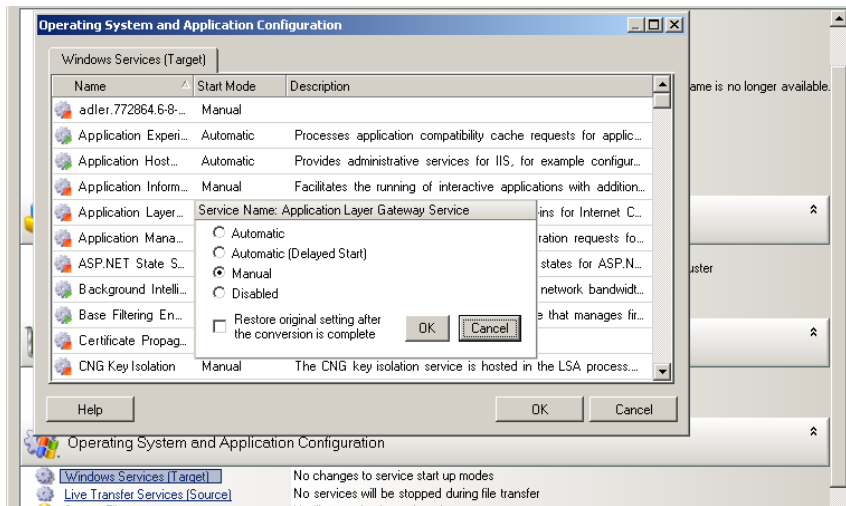 Operating System and Application Configuration
Windows Services (Target)
Name Start Mode Description
ame is no longer available.
adler.772864.6-8-... Manual
Application Experi... Automatic Processes application compatibility cache requests for applic...
Application Host... Automatic Provides administrative services for IIS, for example configur...
Application Inform... Manual Facilitates the running of interactive applications with addition...
Application Layer... Service Name: Application Layer Gateway Service -ins for Internet C...
Automatic
Application Mana... ration requests fo...
Automatic (Delayed Start)
ASP.NET State S... states for ASP.N...
uster
Manual
Background Intelli... network bandwidt...
Disabled
Base Filtering En... e that manages fir...
Restore original setting after
the conversion is complete
OK Cancel
Certificate Propag...
CNG Key Isolation Manual The CNG key isolation service is hosted in the LSA process....
Help OK Cancel
Operating System and Application Configuration
Windows Services (Target) No changes to service start up modes
Live Transfer Services (Source) No services will be stopped during file transfer